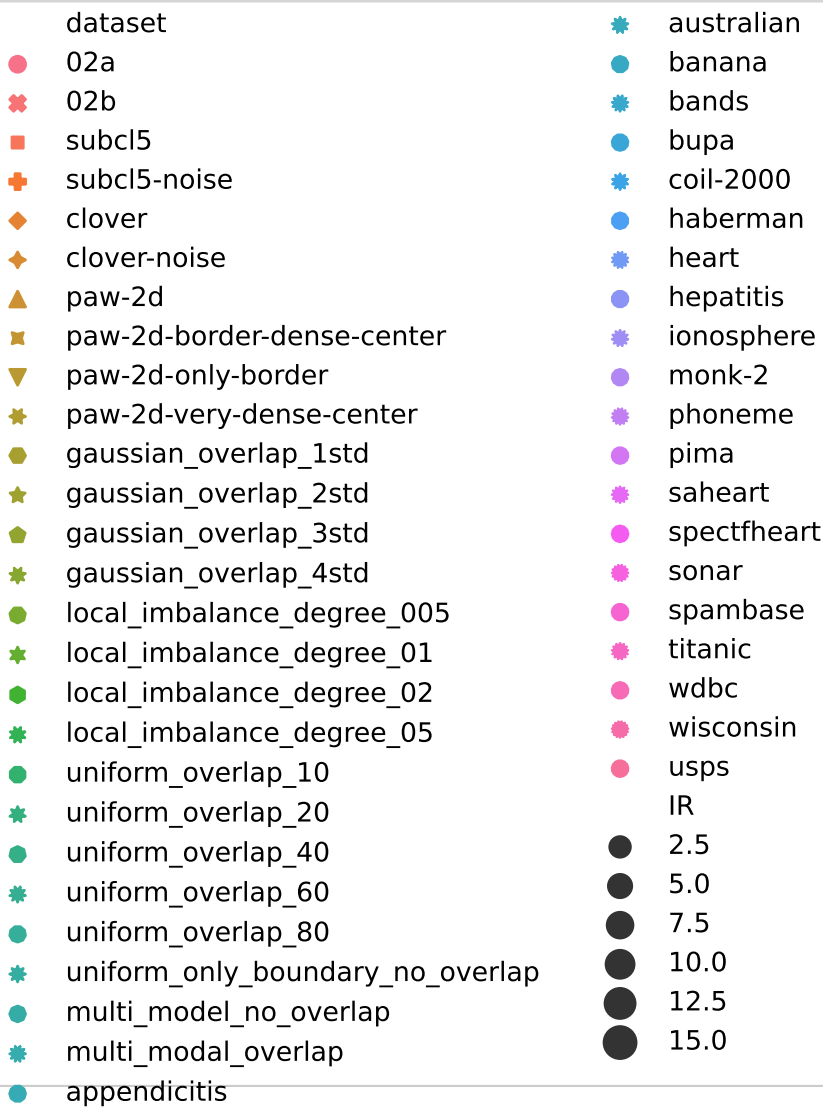 dataset
02a
02b
subcl5
subcl5-noise
clover
clover-noise
paw-2d
paw-2d-border-dense-center
paw-2d-only-border
paw-2d-very-dense-center
gaussian_overlap_1std
gaussian_overlap_2std
gaussian_overlap_3std
gaussian_overlap_4std
local_imbalance_degree_005
local_imbalance_degree_01
local_imbalance_degree_02
local_imbalance_degree_05
uniform_overlap_10
uniform_overlap_20
uniform_overlap_40
uniform_overlap_60
uniform_overlap_80
uniform_only_boundary_no_overlap
multi_model_no_overlap
multi_modal_overlap
appendicitis
australian
banana
bands
bupa
coil-2000
haberman
heart
hepatitis
ionosphere
monk-2
phoneme
pima
saheart
spectfheart
sonar
spambase
titanic
wdbc
wisconsin
usps
IR
2.5
5.0
7.5
10.0
12.5
15.0